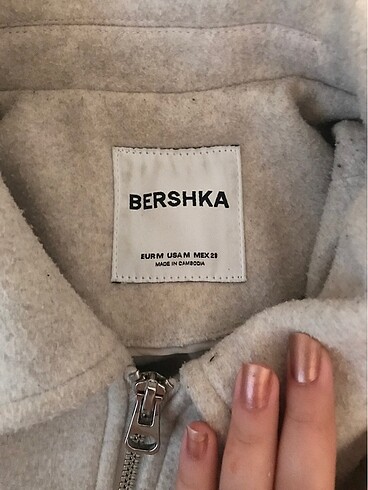 BERSHKA
EUR M USA M MEX 28
MADE IN CAMBODIA